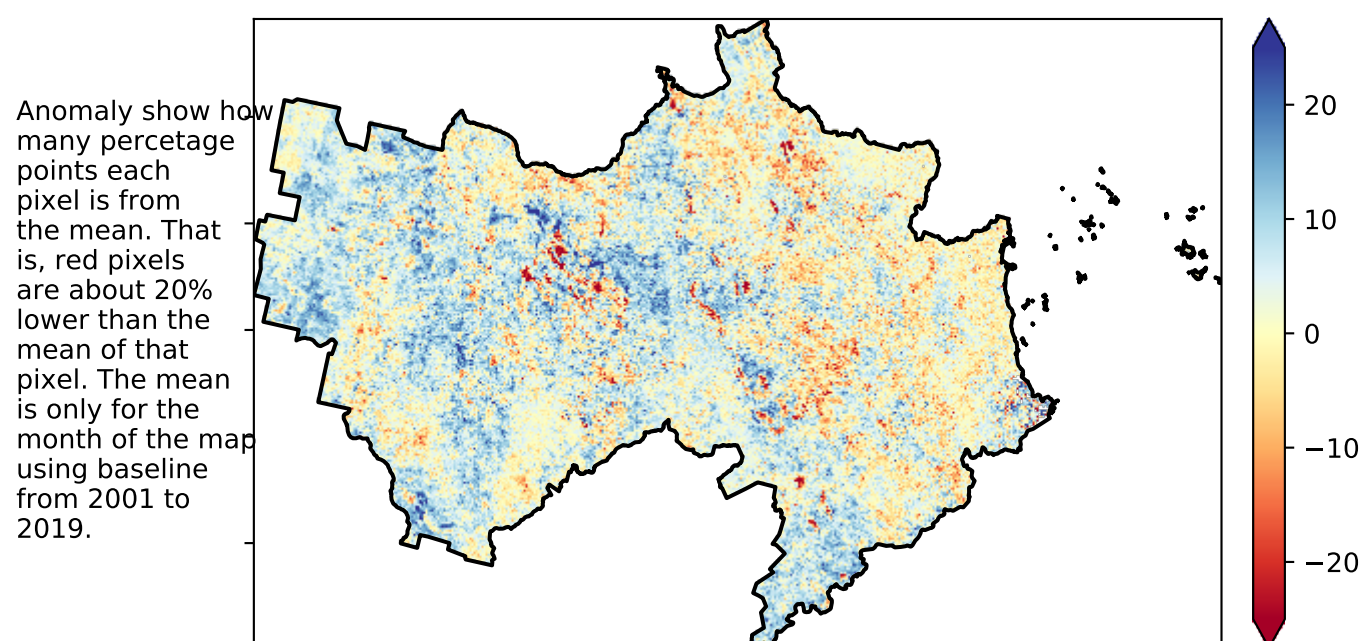 Anomaly show how
many percetage
points each
pixel is from
the mean. That
is, red pixels
are about 20%
lower than the
mean of that
pixel. The mean
is only for the
month of the map
using baseline
from 2001 to
2019.
20
10
0
−10
−20